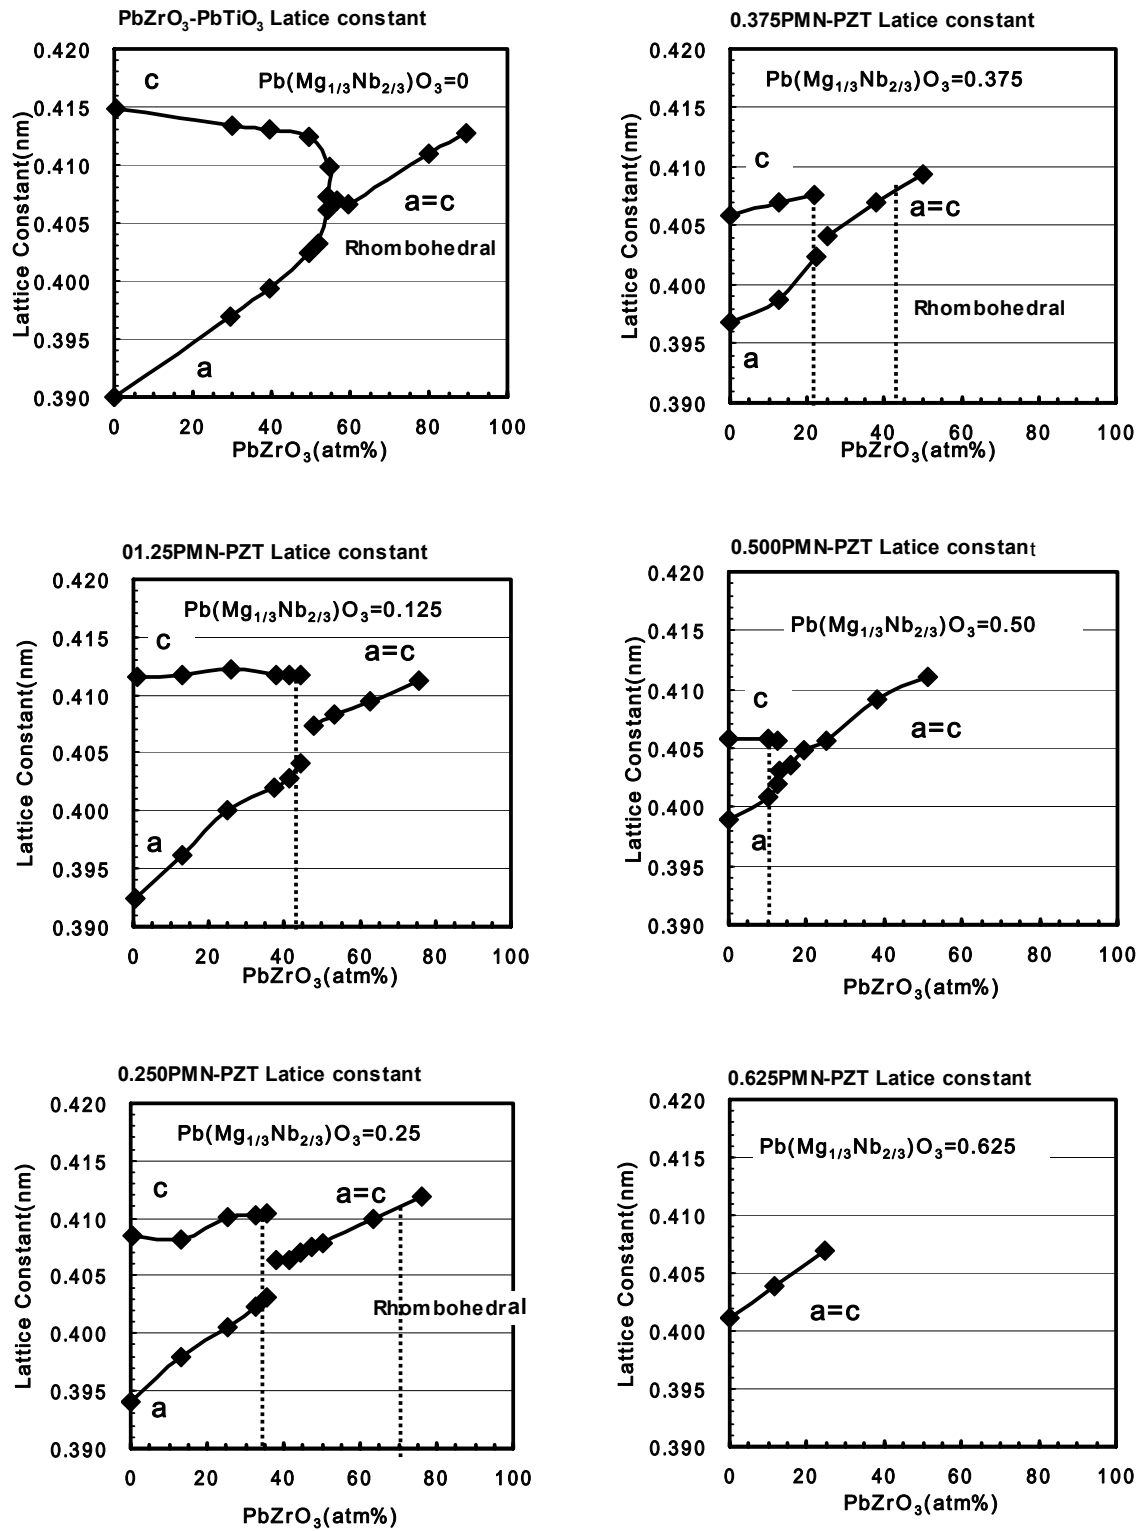 PbZrO₃-PbTiO₃ Latice constant
0.420
0.415
0.410
0.405
0.400
0.395
0.390
Lattice Constant(nm)
c
Pb(Mg₁/₃Nb₂/₃)O₃=0
a=c
Rhombohedral
a
0 20 40 60 80 100
PbZrO₃(atm%)
0.375PMN-PZT Latice constant
0.420
0.415
0.410
0.405
0.400
0.395
0.390
Lattice Constant(nm)
Pb(Mg₁/₃Nb₂/₃)O₃=0.375
c
a=c
Rhombohedral
a
0 20 40 60 80 100
PbZrO₃(atm%)
01.25PMN-PZT Latice constant
0.420
0.415
0.410
0.405
0.400
0.395
0.390
Lattice Constant(nm)
Pb(Mg₁/₃Nb₂/₃)O₃=0.125
c
a=c
a
0 20 40 60 80 100
PbZrO₃(atm%)
0.500PMN-PZT Latice constant
0.420
0.415
0.410
0.405
0.400
0.395
0.390
Lattice Constant(nm)
Pb(Mg₁/₃Nb₂/₃)O₃=0.50
c
a=c
a
0 20 40 60 80 100
PbZrO₃(atm%)
0.250PMN-PZT Latice constant
0.420
0.415
0.410
0.405
0.400
0.395
0.390
Lattice Constant(nm)
Pb(Mg₁/₃Nb₂/₃)O₃=0.25
c
a=c
Rhombohedral
a
0 20 40 60 80 100
PbZrO₃(atm%)
0.625PMN-PZT Latice constant
0.420
0.415
0.410
0.405
0.400
0.395
0.390
Lattice Constant(nm)
Pb(Mg₁/₃Nb₂/₃)O₃=0.625
a=c
0 20 40 60 80 100
PbZrO₃(atm%)